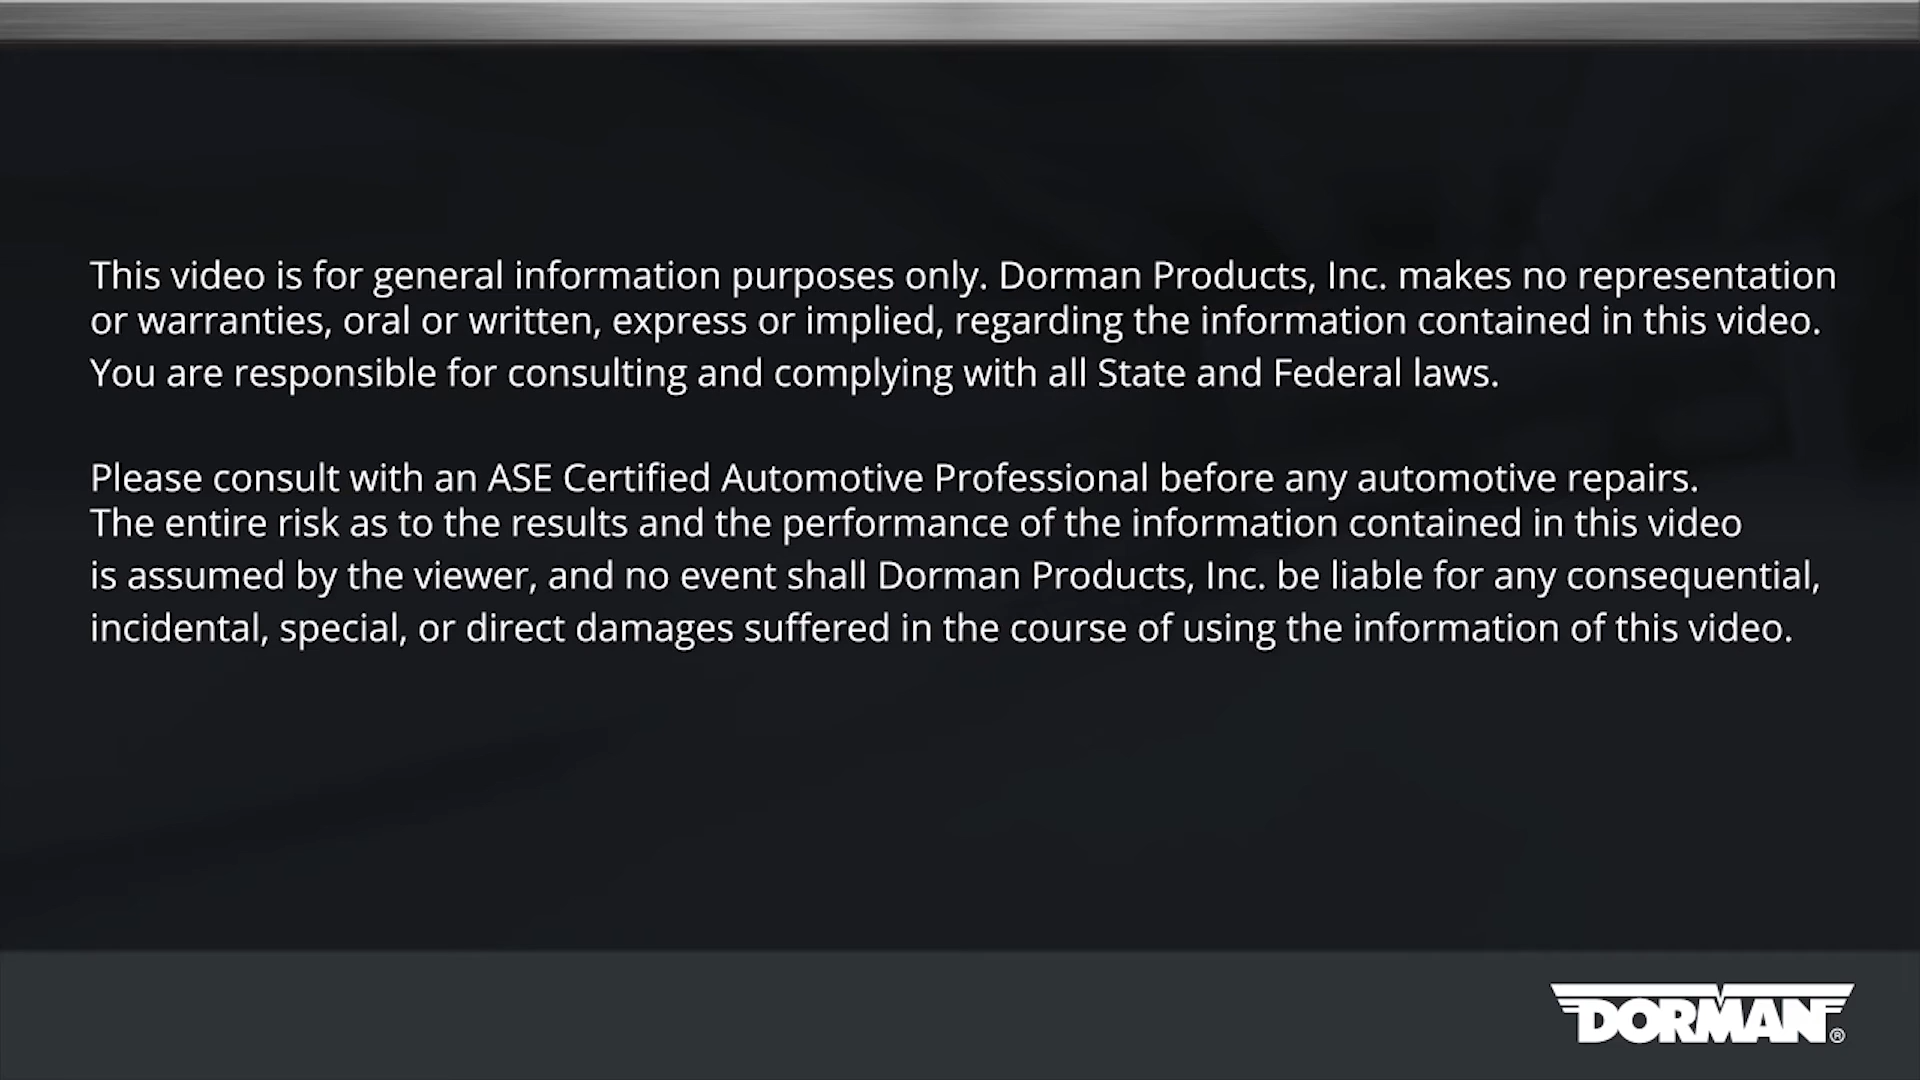 This video is for general information purposes only. Dorman Products, Inc. makes no representation
or warranties, oral or written, express or implied, regarding the information contained in this video.
You are responsible for consulting and complying with all State and Federal laws.
Please consult with an ASE Certified Automotive Professional before any automotive repairs.
The entire risk as to the results and the performance of the information contained in this video
is assumed by the viewer, and no event shall Dorman Products, Inc. be liable for any consequential,
incidental, special, or direct damages suffered in the course of using the information of this video.
DORMAN®